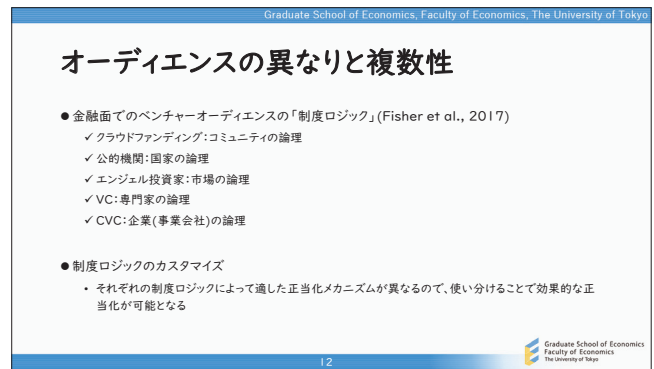 Graduate School of Economics, Faculty of Economics, The University of Tokyo
オーディエンスの異なりと複数性
● 金融面でのベンチャーオーディエンスの「制度ロジック」(Fisher et al., 2017)
✓ クラウドファンディング:コミュニティの論理
✓ 公的機関:国家の論理
✓ エンジェル投資家:市場の論理
✓ VC:専門家の論理
✓ CVC:企業(事業会社)の論理
● 制度ロジックのカスタマイズ
• それぞれの制度ロジックによって適した正当化メカニズムが異なるので、使い分けることで効果的な正
当化が可能となる
12
Graduate School of Economics
Faculty of Economics
The University of Tokyo